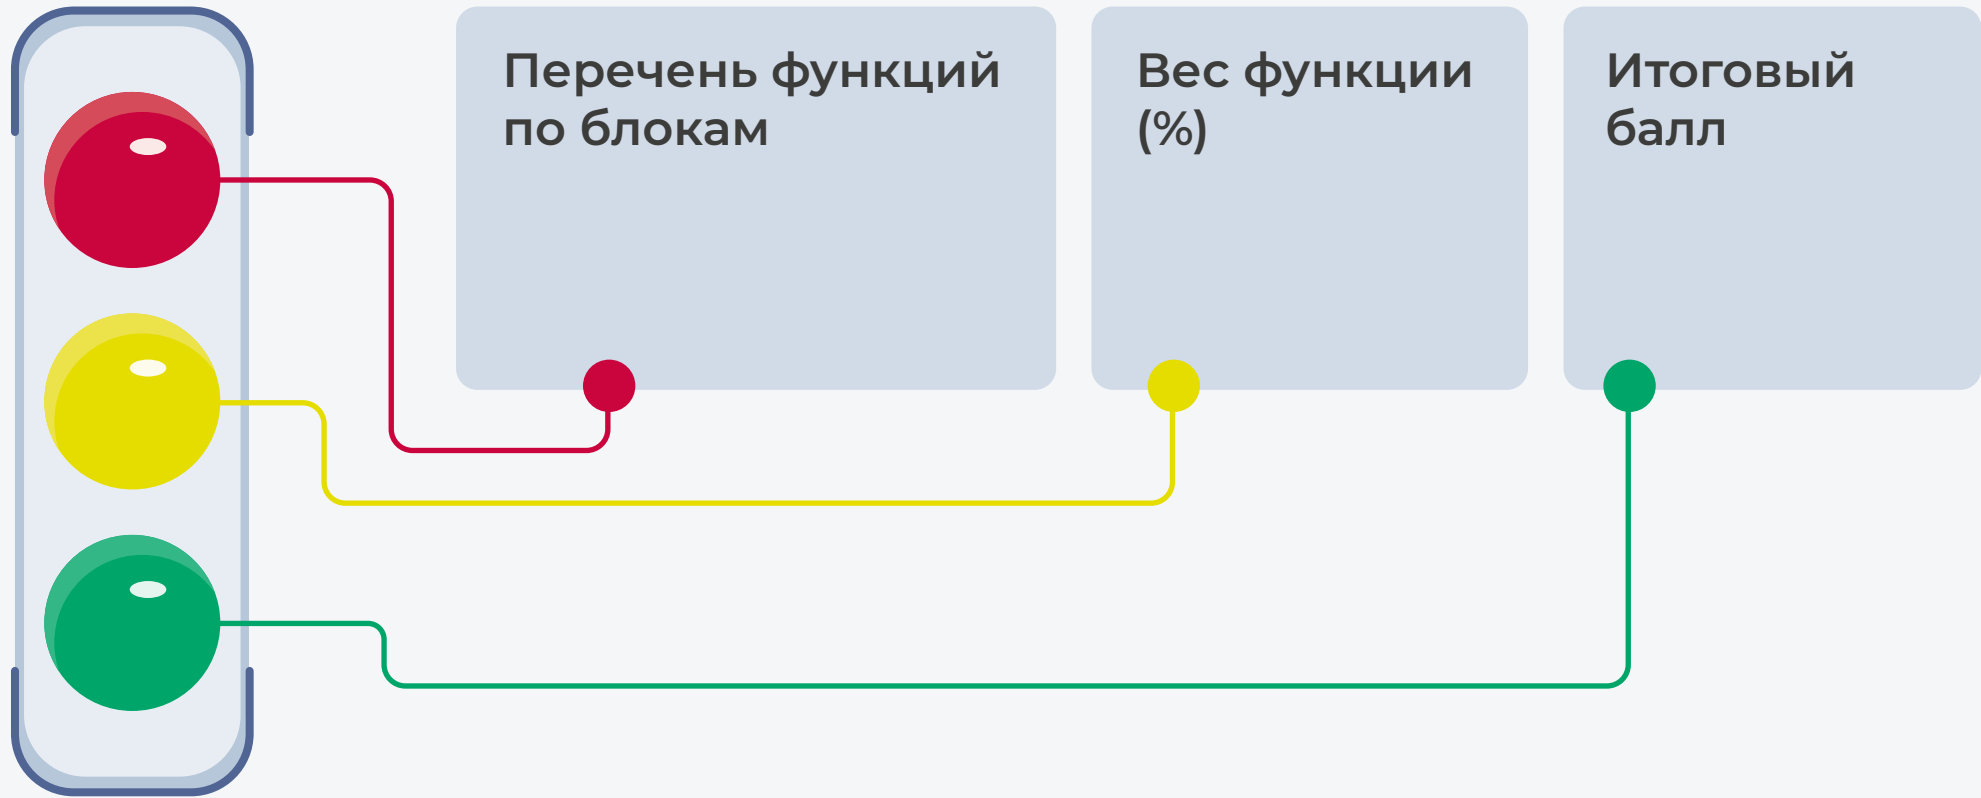 Перечень функций
по блокам
Вес функции
(%)
Итоговый
балл